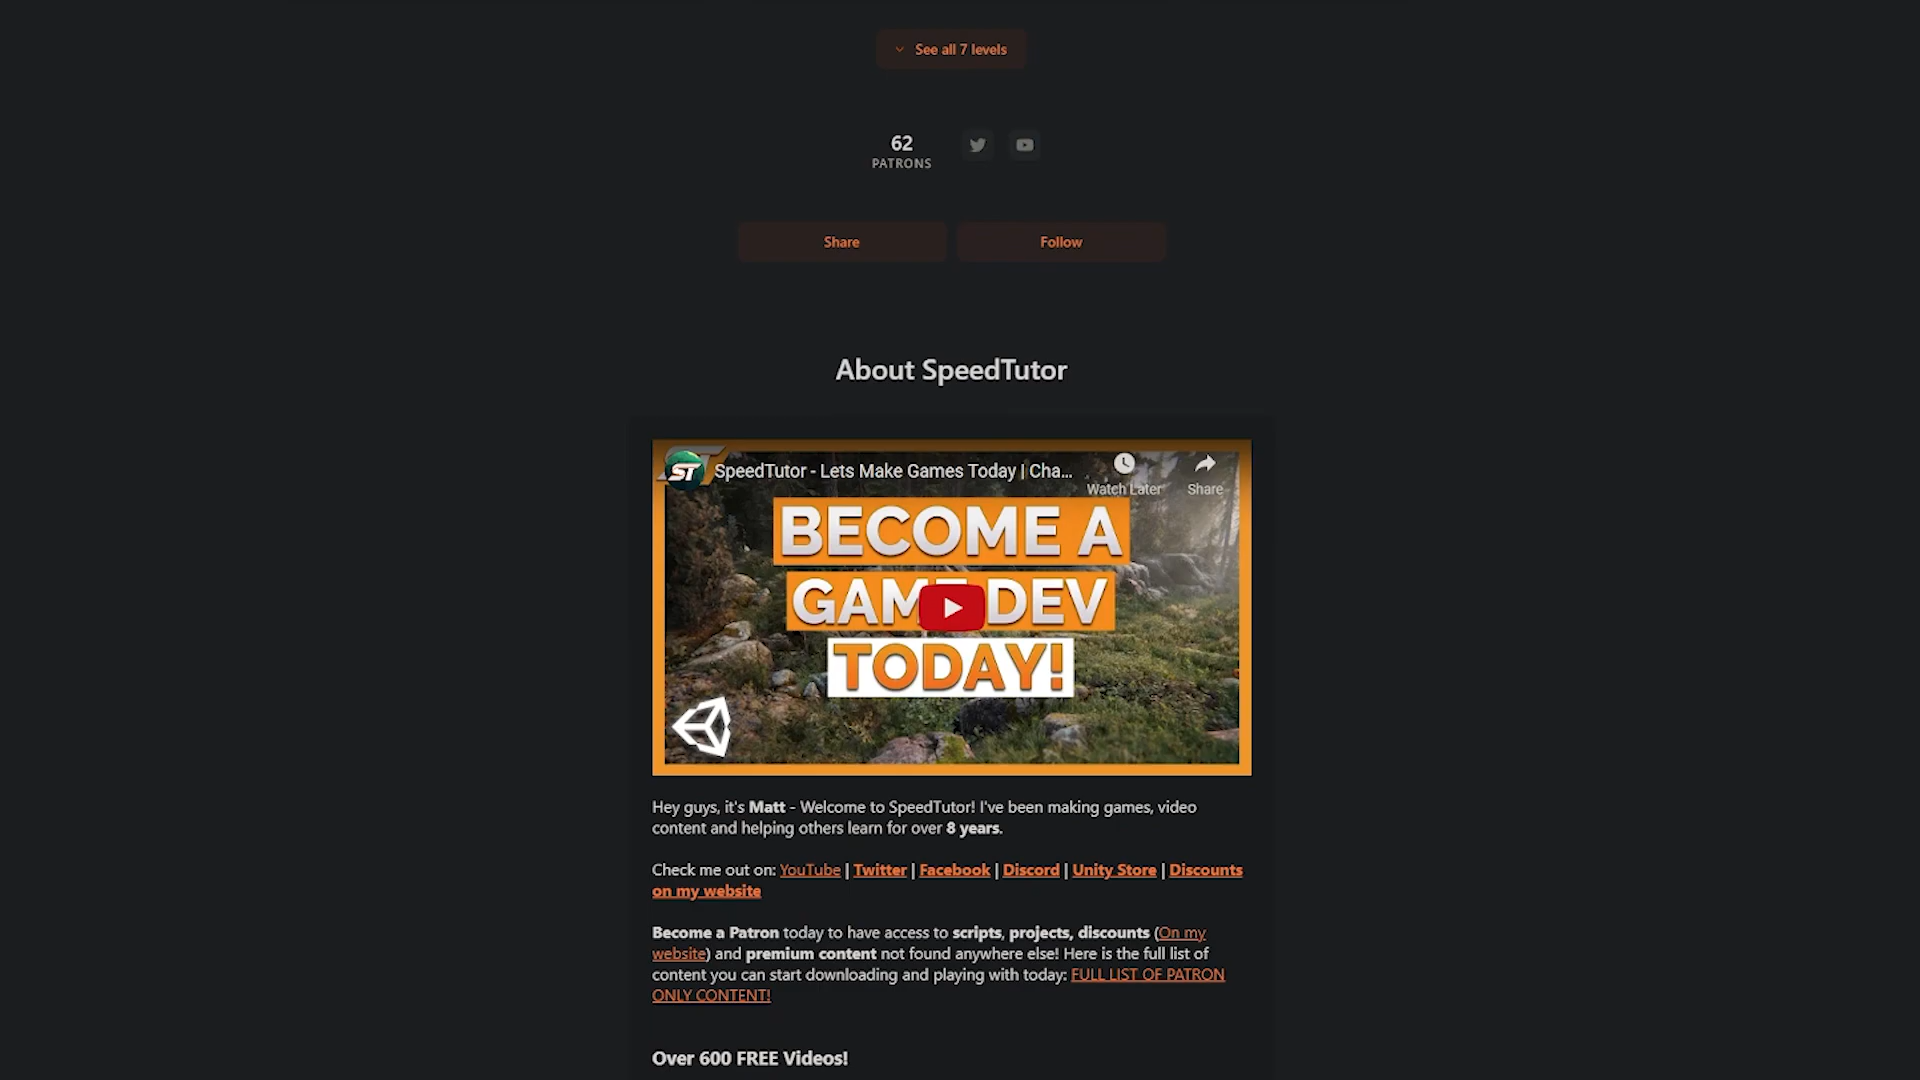 See all 7 levels
62
PATRONS
Share
Follow
About SpeedTutor
ST
SpeedTutor - Lets Make Games Today | Cha...
Watch Later
Share
BECOME A
GAME DEV
TODAY!
Hey guys, it's Matt - Welcome to SpeedTutor! I've been making games, video
content and helping others learn for over 8 years.
Check me out on: YouTube | Twitter | Facebook | Discord | Unity Store | Discounts
on my website
Become a Patron today to have access to scripts, projects, discounts (On my
website) and premium content not found anywhere else! Here is the full list of
content you can start downloading and playing with today: FULL LIST OF PATRON
ONLY CONTENT!
Over 600 FREE Videos!